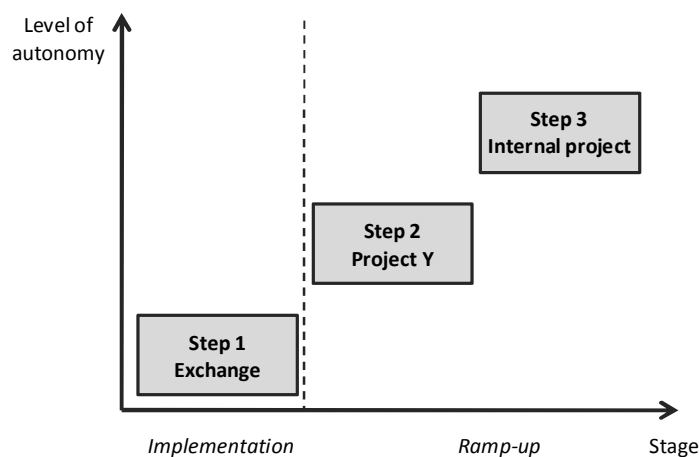 Level of
autonomy
Step 3
Internal project
Step 2
Project Y
Step 1
Exchange
Implementation
Ramp-up
Stage